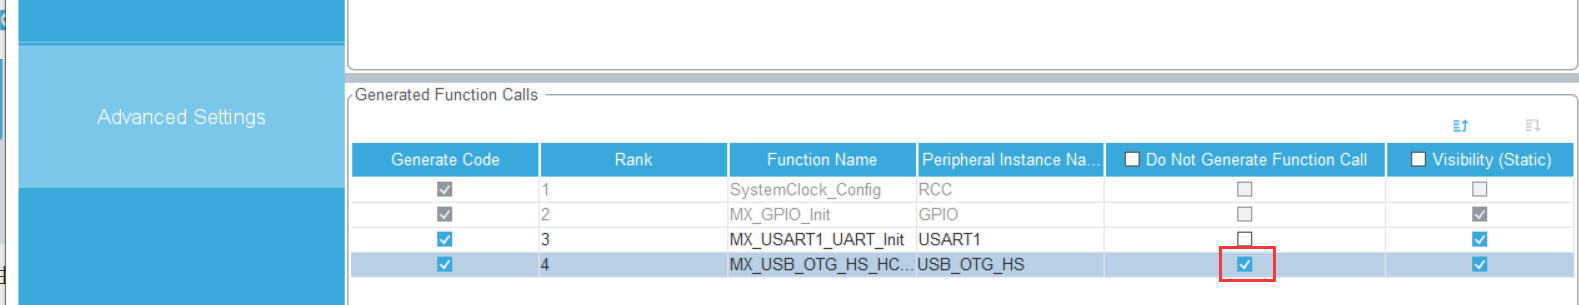 Advanced Settings
Generated Function Calls
Generate Code Rank Function Name Peripheral Instance Na... Do Not Generate Function Call Visibility (Static)
1 SystemClock_Config RCC
2 MX_GPIO_Init GPIO
3 MX_USART1_UART_Init USART1
4 MX_USB_OTG_HS_HC... USB_OTG_HS